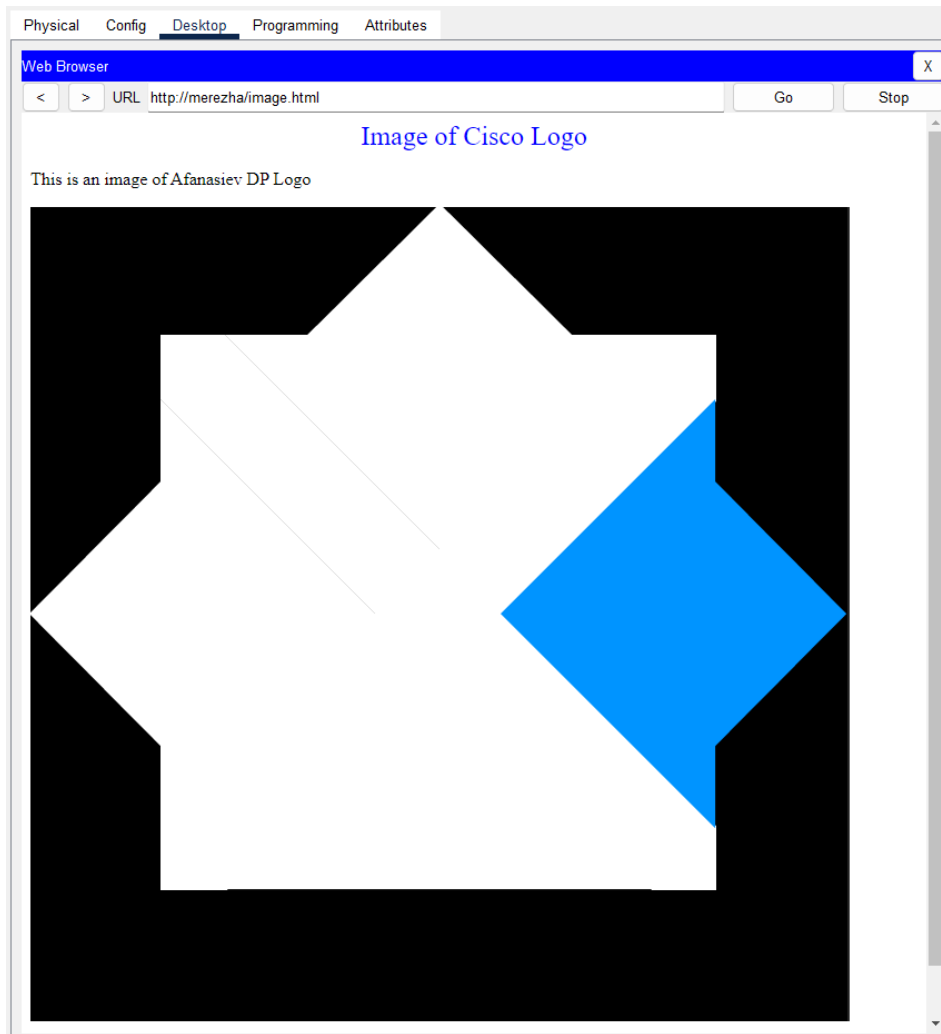 Physical Config Desktop Programming Attributes
Web Browser X
< > URL http://merezha/image.html Go Stop
Image of Cisco Logo
This is an image of Afanasiev DP Logo